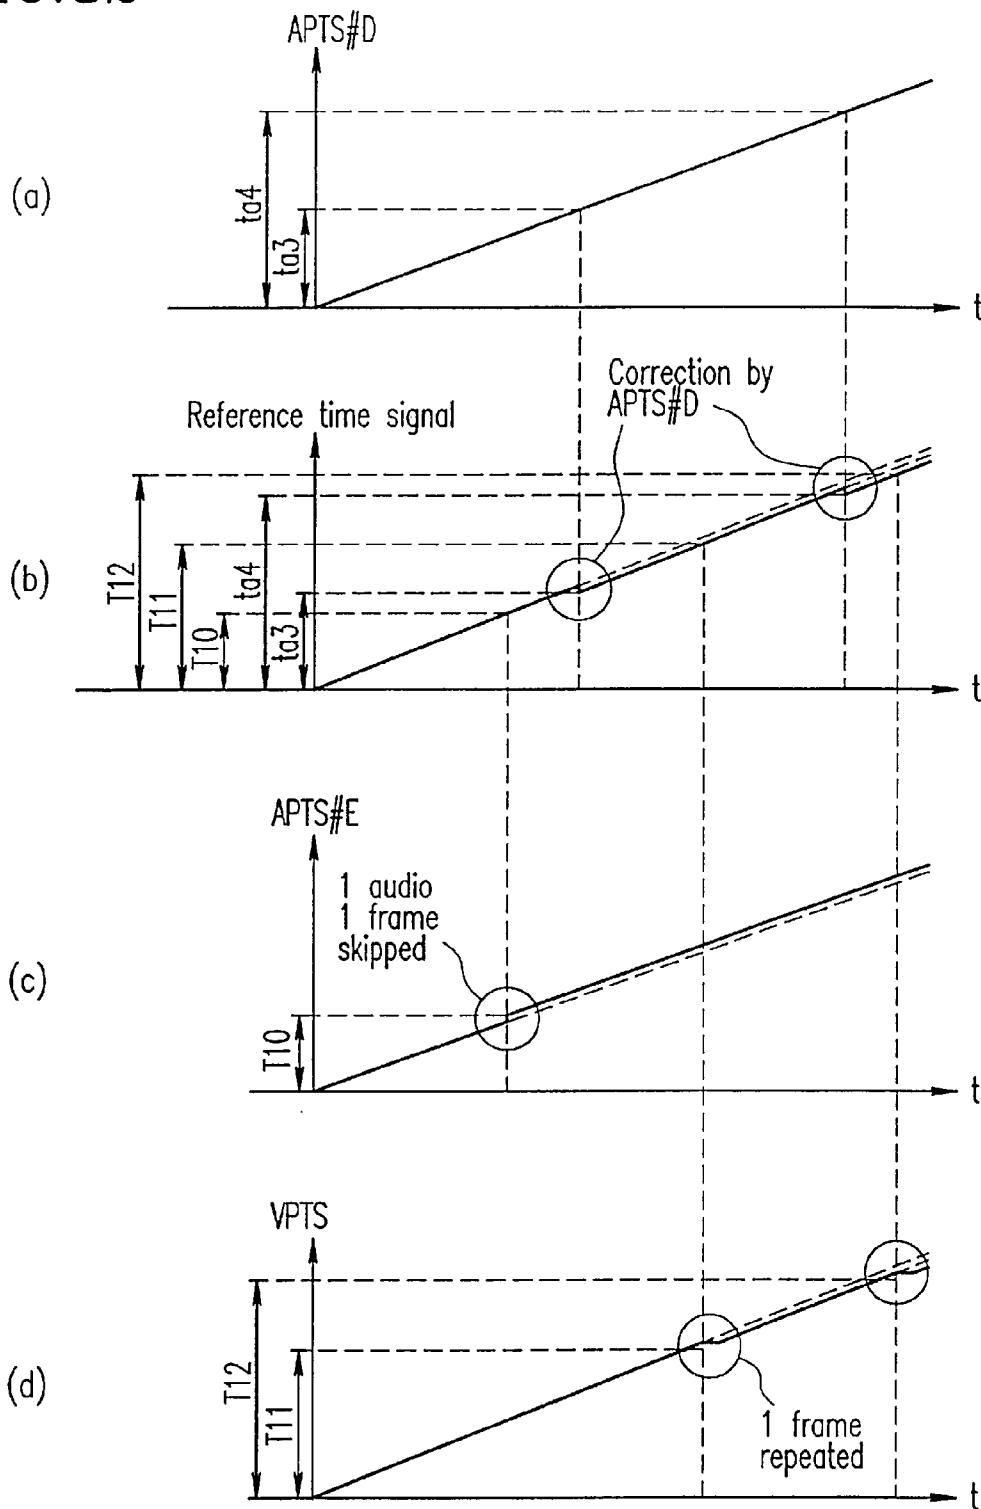 APTS#D
(a)
ta4
ta3
t
Correction by
APTS#D
Reference time signal
(b)
T12
T11
T10
ta4
ta3
t
APTS#E
1 audio
1 frame
skipped
(c)
T10
t
VPTS
(d)
T12
T11
1 frame
repeated
t